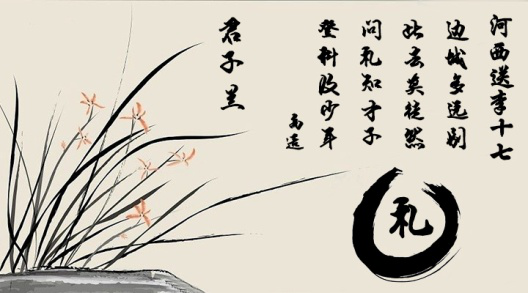 河西送李十七
边城多远别
此去莫徒然
问礼知才子
登科及少年
高适
君子兰
礼